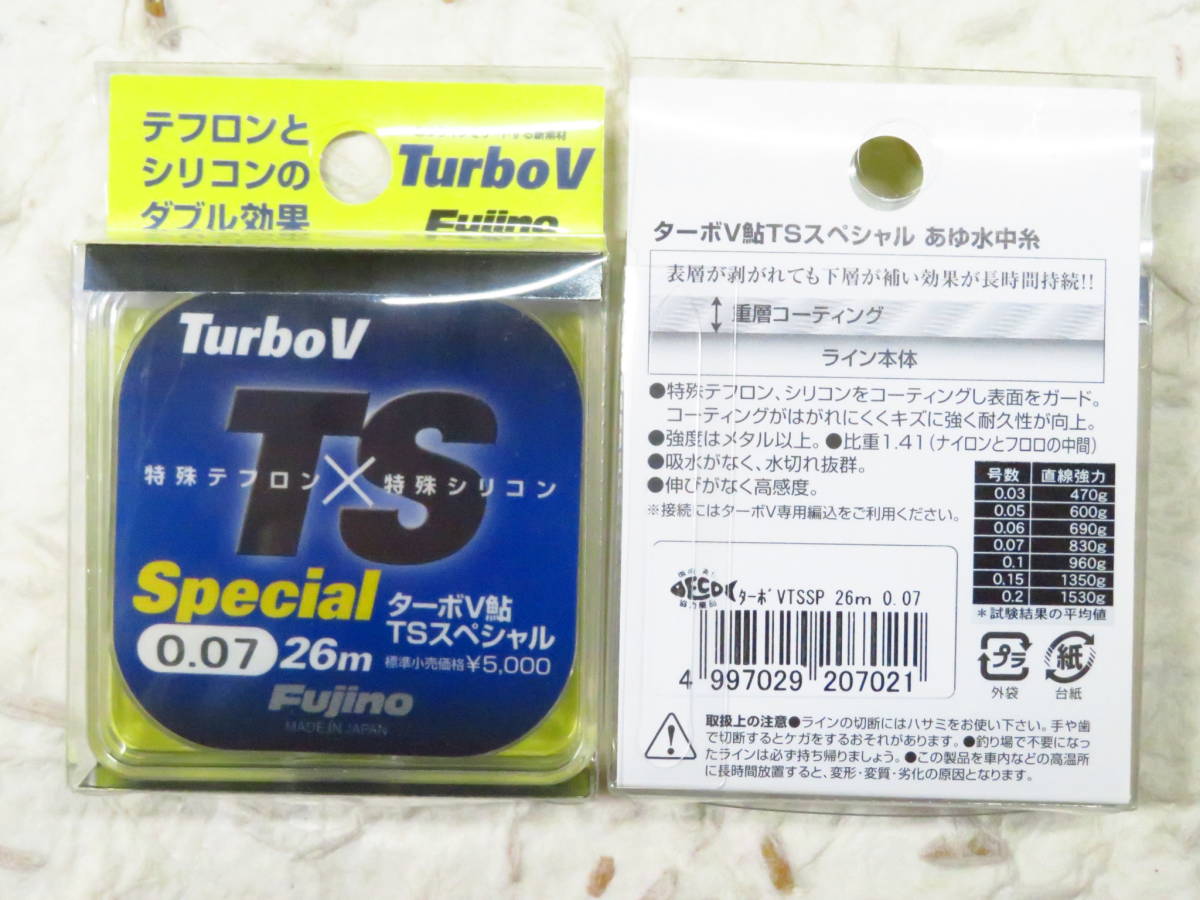 テフロンと
シリコンの
ダブル効果
Turbo V
Fujino
Turbo V
TS
特殊テフロン×特殊シリコン
Special
ターボV鮎
TSスペシャル
0.07 26m 標準小売価格¥5,000
Fujino
MADE IN JAPAN
ターボV鮎TSスペシャル あゆ水中糸
表層が剥がれても下層が補い効果が長時間持続!!
重層コーティング
ライン本体
●特殊テフロン、シリコンをコーティングし表面をガード。
コーティングがはがれにくくキズに強く耐久性が向上。
●強度はメタル以上。●比重1.41(ナイロンとフロロの中間)
●吸水がなく、水切れ抜群。
●伸びがなく高感度。
※接続にはターボV専用編込をご利用ください。
号数 直線強力
0.03 470g
0.05 600g
0.06 690g
0.07 830g
0.1 960g
0.15 1350g
0.2 1530g
*試験結果の平均値
ﾀｰﾎﾞVTSSP 26m 0.07
4 997029 207021
プラ
外袋
紙
台紙
取扱上の注意●ラインの切断にはハサミをお使い下さい。手や歯
で切断するとケガをするおそれがあります。●釣り場で不要になっ
たラインは必ず持ち帰りましょう。●この製品を車内などの高温所
に長時間放置すると、変形・変質・劣化の原因となります。